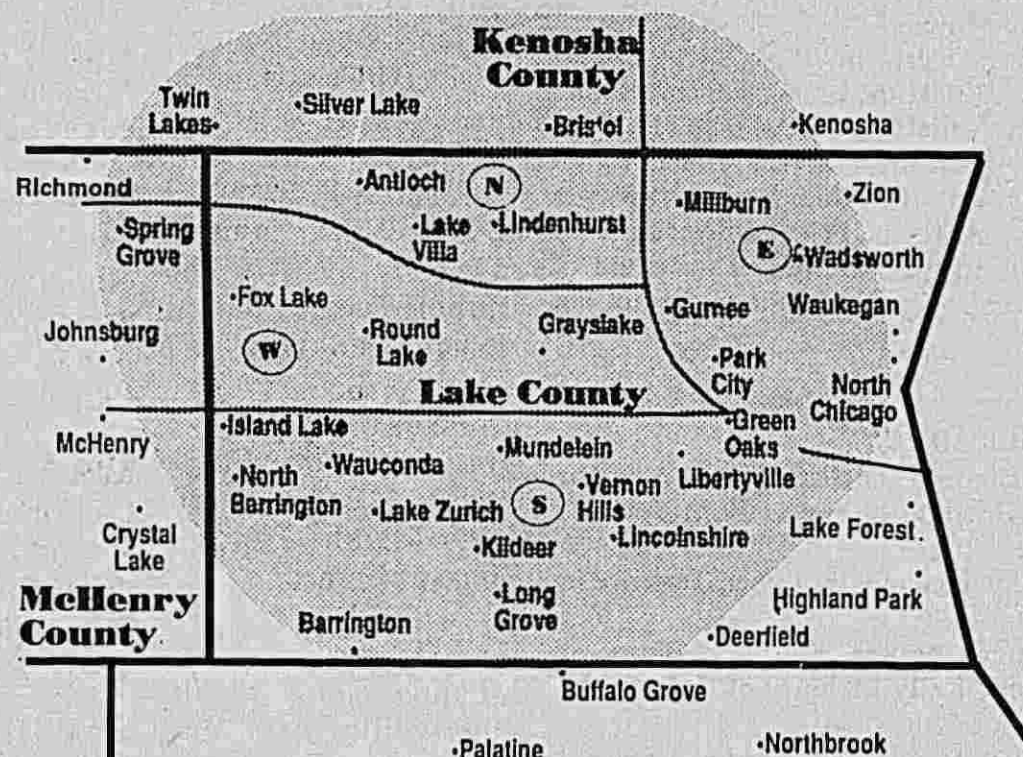 Kenosha
County
Twin
Lakes
Silver Lake
Bristol
Kenosha
Richmond
Antioch
N
Millburn
Zion
Spring
Grove
Lake
Villa
Lindenhurst
E
Wadsworth
Fox Lake
Gurnee
Waukegan
Johnsburg
W
Round
Lake
Grayslake
Park
City
North
Chicago
Lake County
McHenry
Island Lake
Green
Oaks
Mundelein
North
Barrington
Wauconda
Vernon
Hills
Libertyville
Lake Zurich
S
Crystal
Lake
Kildeer
Lincolnshire
Lake Forest
McHenry
County
Long
Grove
Highland Park
Barrington
Deerfield
Buffalo Grove
Palatine
Northbrook